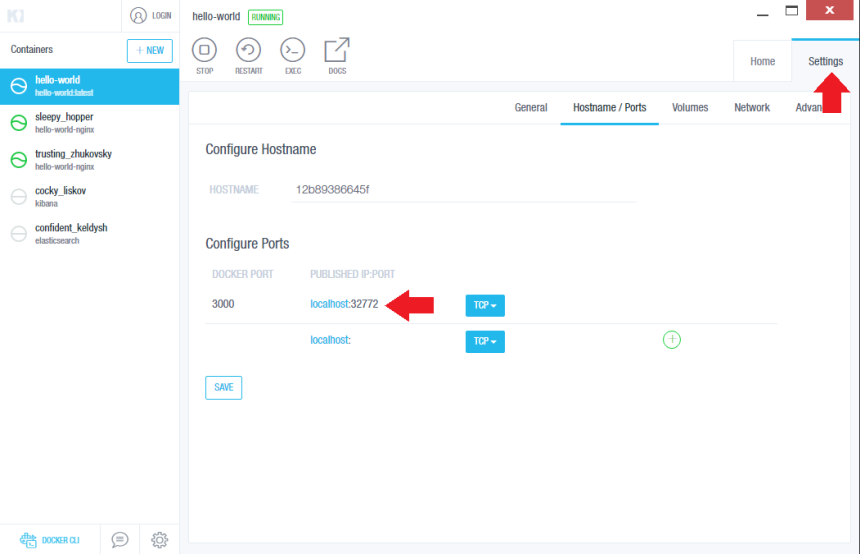 LOGIN
hello-world RUNNING
Containers
+ NEW
STOP
RESTART
EXEC
DOCS
Home
Settings
hello-world
hello-world:latest
sleepy_hopper
hello-world-nginx
trusting_zhukovsky
hello-world-nginx
cocky_liskov
kibana
confident_keldysh
elasticsearch
General
Hostname / Ports
Volumes
Network
Advan
Configure Hostname
HOSTNAME 12b89386645f
Configure Ports
DOCKER PORT PUBLISHED IP:PORT
3000 localhost:32772 TCP
localhost: TCP
SAVE
DOCKER CLI